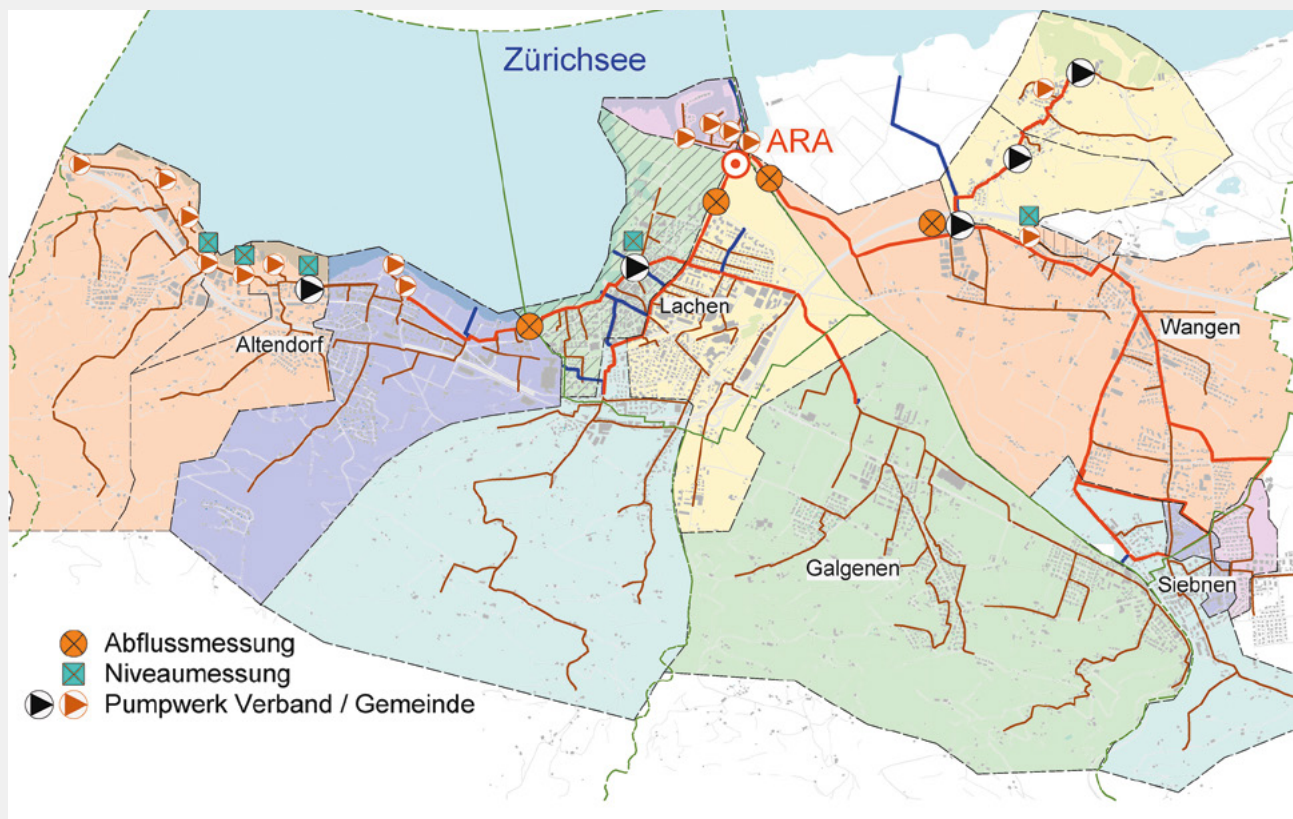 Zürichsee
ARA
Lachen
Altendorf
Wangen
Galgenen
Siebnen
Abflussmessung
Niveaumessung
Pumpwerk Verband / Gemeinde